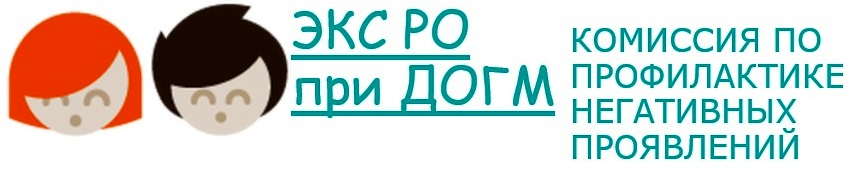 ЭКС РО
при ДОГМ
КОМИССИЯ ПО
ПРОФИЛАКТИКЕ
НЕГАТИВНЫХ
ПРОЯВЛЕНИЙ